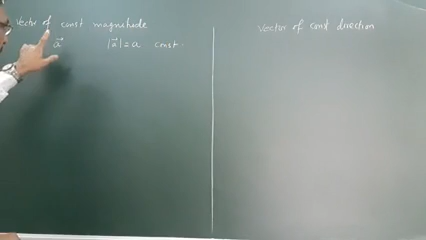 Vector of const magnitude
a⃗ |a⃗| = a const
Vector of const direction